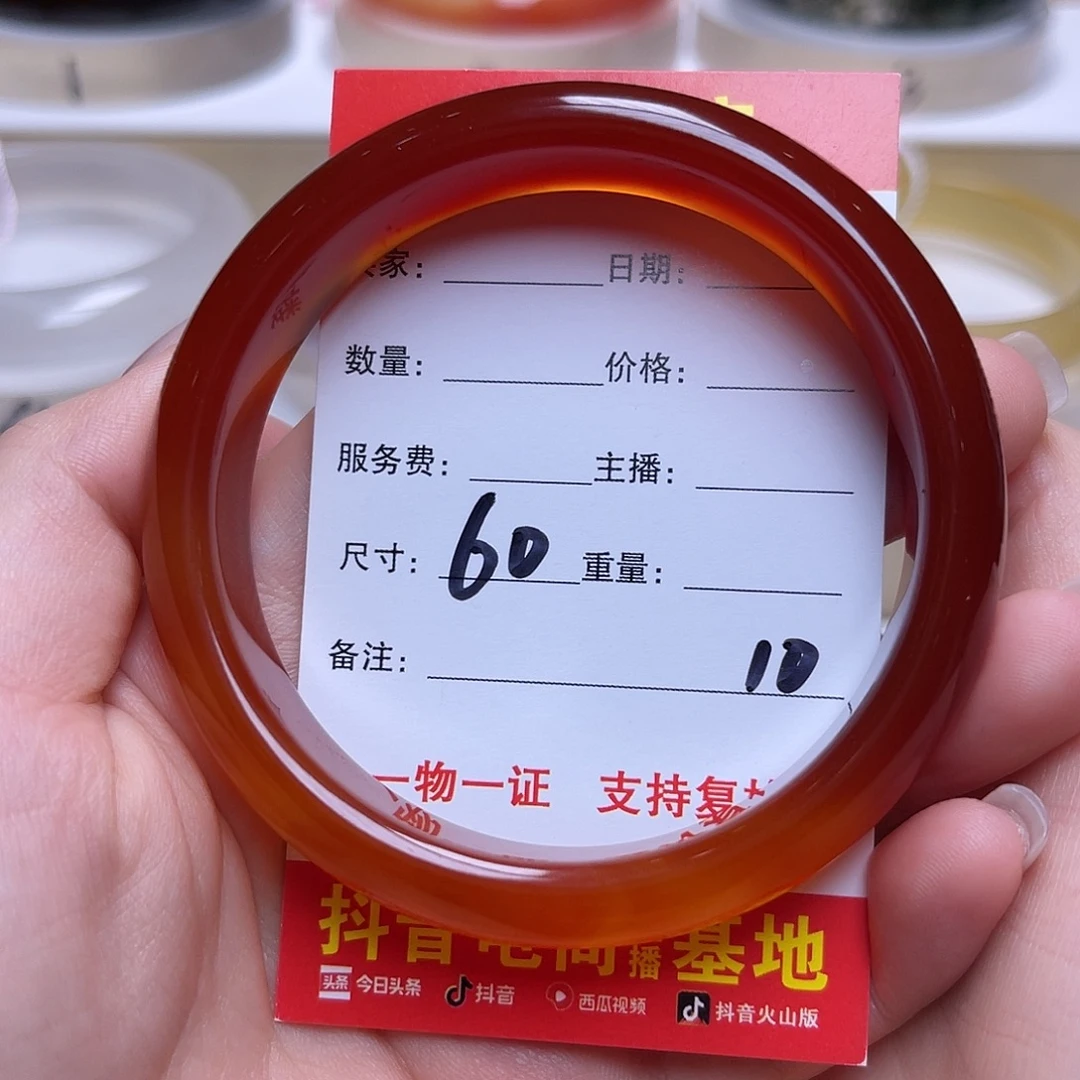 家： 日期：
数量： 价格：
服务费： 主播：
尺寸：60 重量：
备注： 10
一物一证 支持复
抖音电商播基地
头条 今日头条 抖音 西瓜视频 抖音火山版